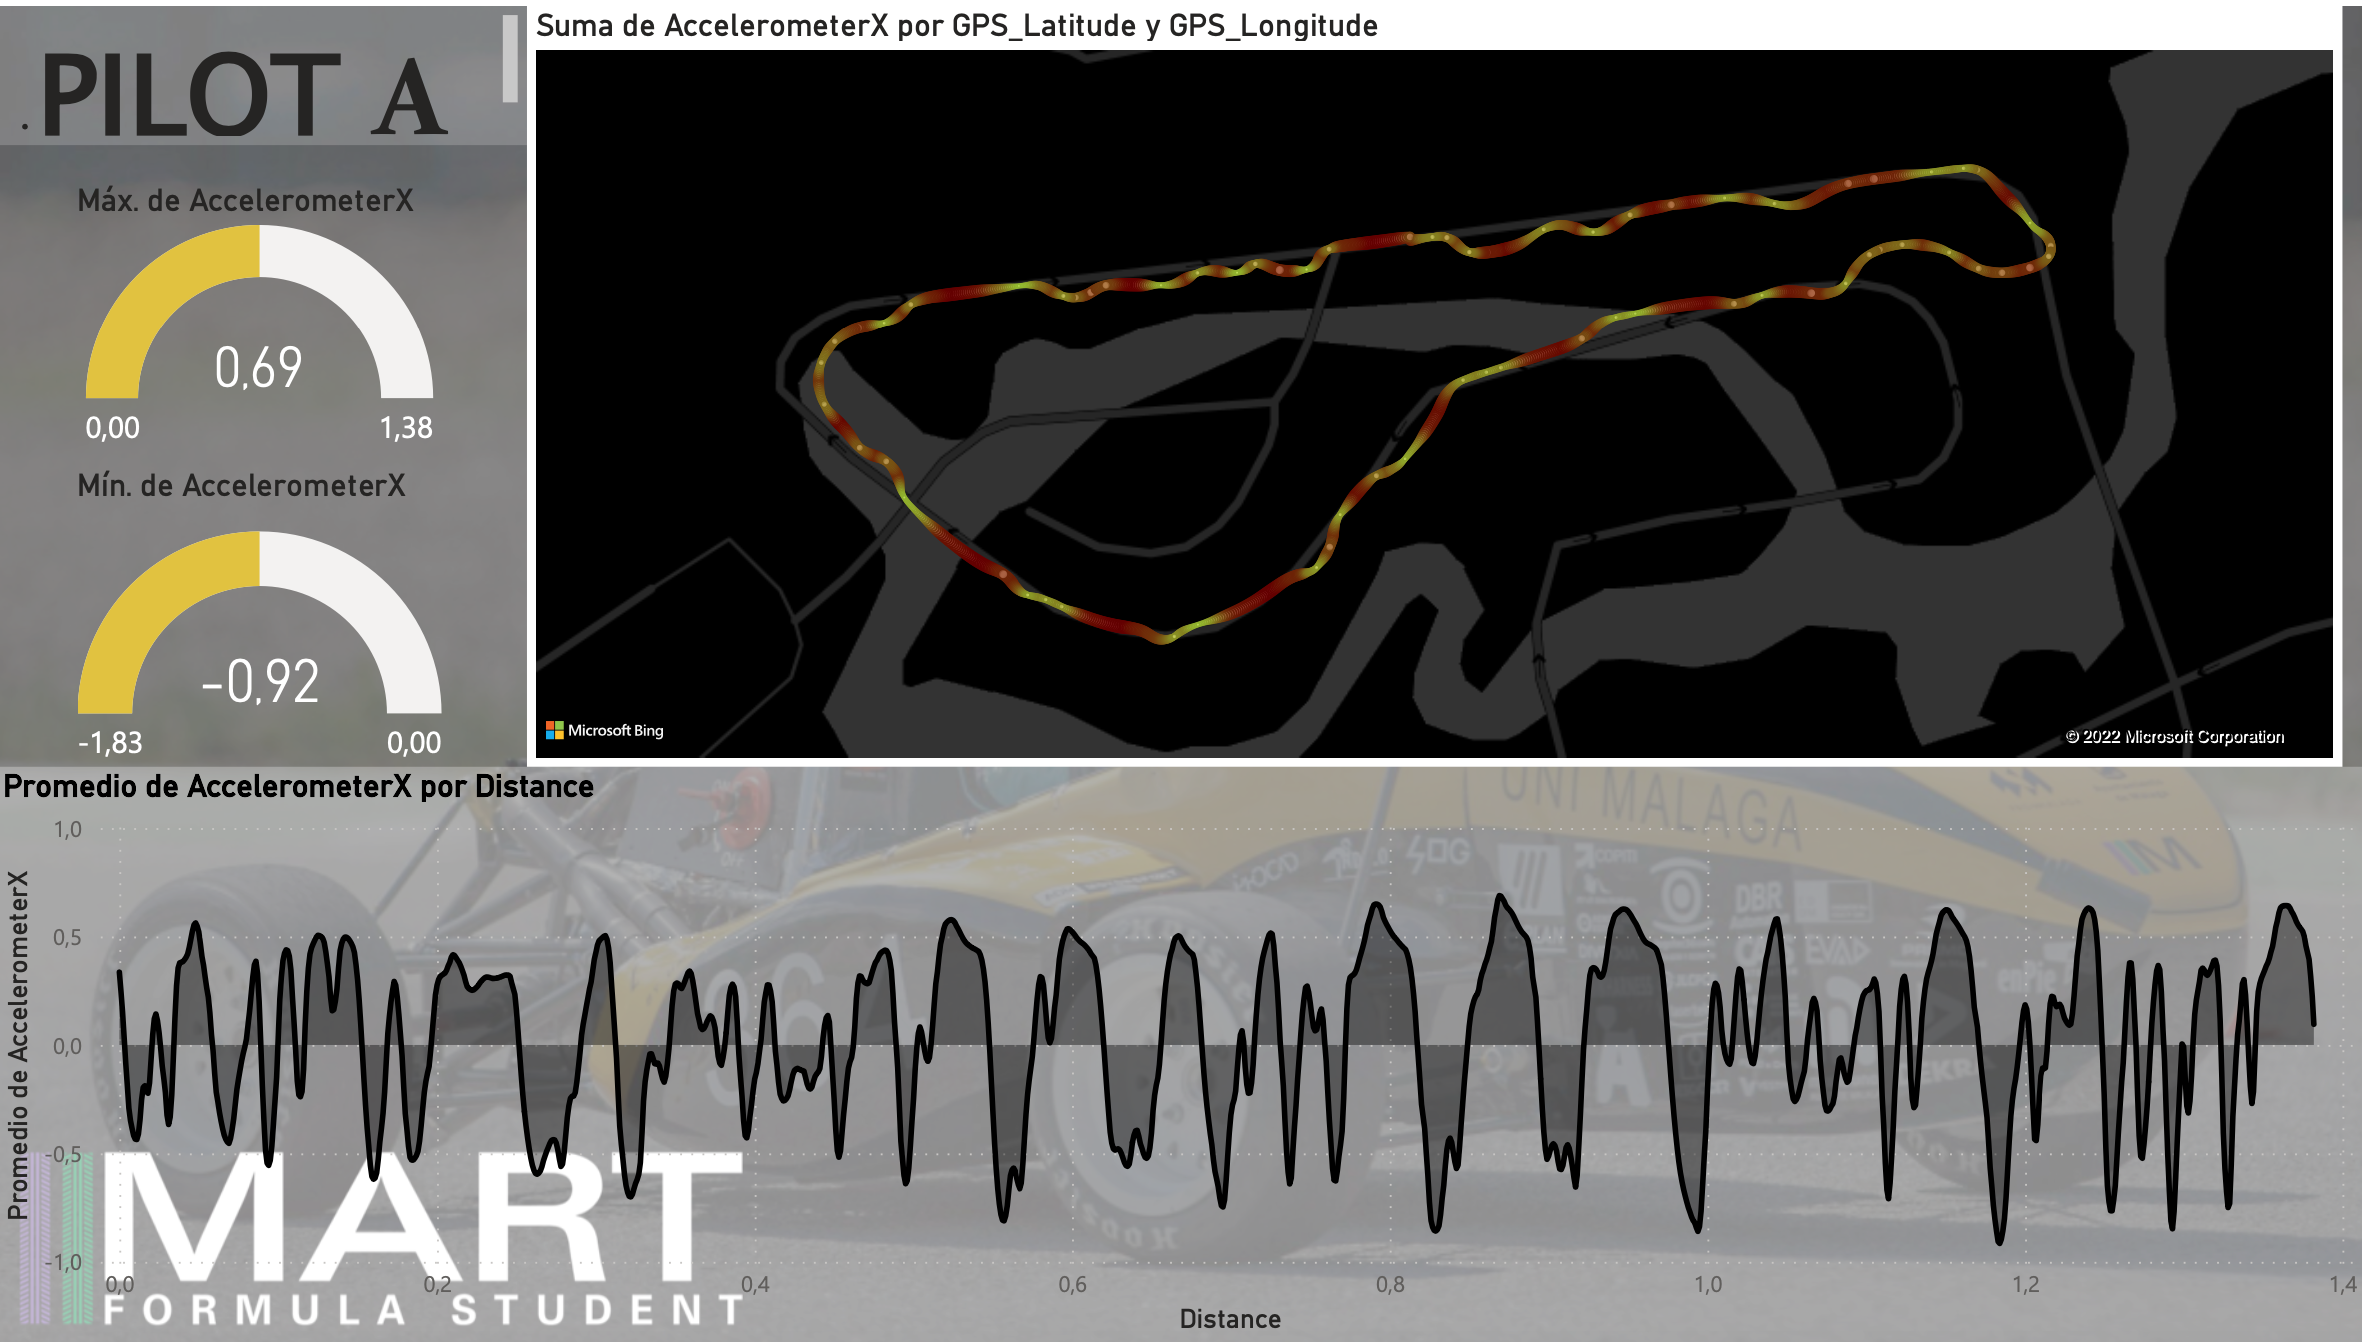 . PILOT A
Máx. de AccelerometerX
0,69
0,00
1,38
Mín. de AccelerometerX
-0,92
-1,83
0,00
Suma de AccelerometerX por GPS_Latitude y GPS_Longitude
Microsoft Bing
© 2022 Microsoft Corporation
Promedio de AccelerometerX por Distance
Promedio de AccelerometerX
1,0
0,5
0,0
-0,5
-1,0
0,0
0,2
0,4
0,6
0,8
1,0
1,2
1,4
Distance
UNI MALAGA
DBR
96
MART
FORMULA STUDENT